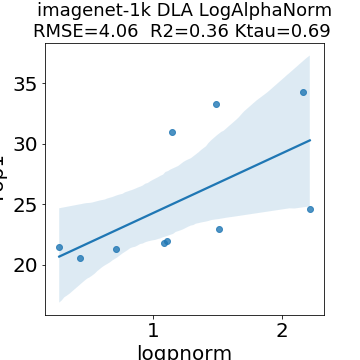 imagenet-1k DLA LogAlphaNorm
RMSE=4.06 R2=0.36 Ktau=0.69
35
30
25
20
1 2
logpnorm